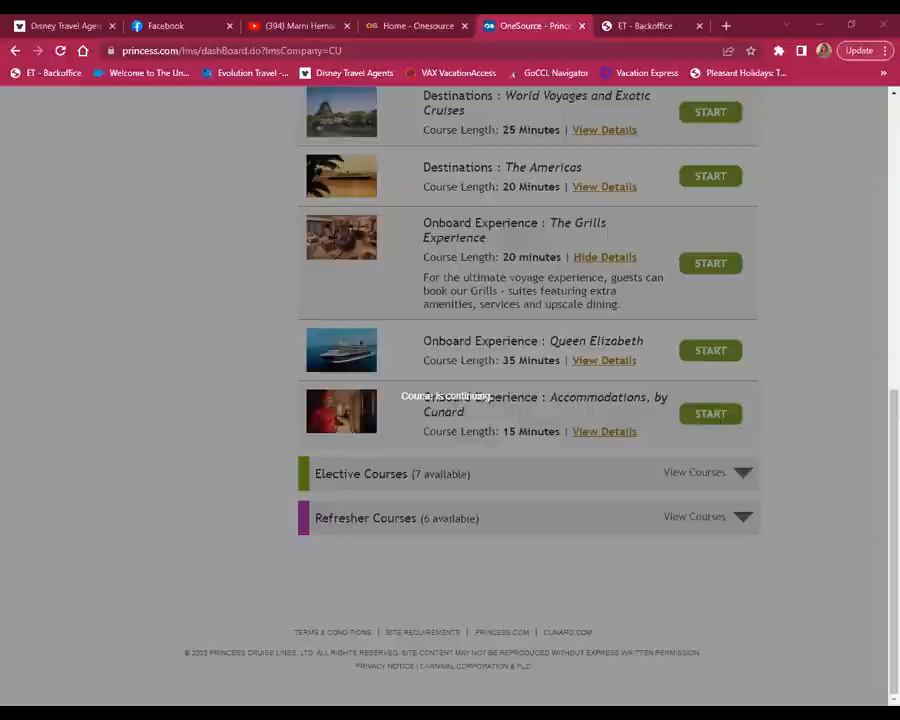 Disney Travel Agen
Facebook
(394) Marni Hernac
Home - Onesource
OneSource - Princ
ET - Backoffice
princess.com/lms/dashBoard.do?lmsCompany=CU
Update
ET - Backoffice
Welcome to The Un...
Evolution Travel -...
Disney Travel Agents
VAX VacationAccess
GoCCL Navigator
Vacation Express
Pleasant Holidays: T...
»
Destinations : World Voyages and Exotic
Cruises
Course Length: 25 Minutes | View Details
START
Destinations : The Americas
Course Length: 20 Minutes | View Details
START
Onboard Experience : The Grills
Experience
Course Length: 20 minutes | Hide Details
For the ultimate voyage experience, guests can
book our Grills - suites featuring extra
amenities, services and upscale dining.
START
Onboard Experience : Queen Elizabeth
Course Length: 35 Minutes | View Details
START
Course is continuing.
Onboard Experience : Accommodations, by
Cunard
Course Length: 15 Minutes | View Details
START
Elective Courses (7 available)
View Courses
Refresher Courses (6 available)
View Courses
TERMS & CONDITIONS | SITE REQUIREMENTS | PRINCESS.COM | CUNARD.COM
© 2023 PRINCESS CRUISE LINES, LTD. ALL RIGHTS RESERVED. SITE CONTENT MAY NOT BE REPRODUCED WITHOUT EXPRESS WRITTEN PERMISSION.
PRIVACY NOTICE | CARNIVAL CORPORATION & PLC